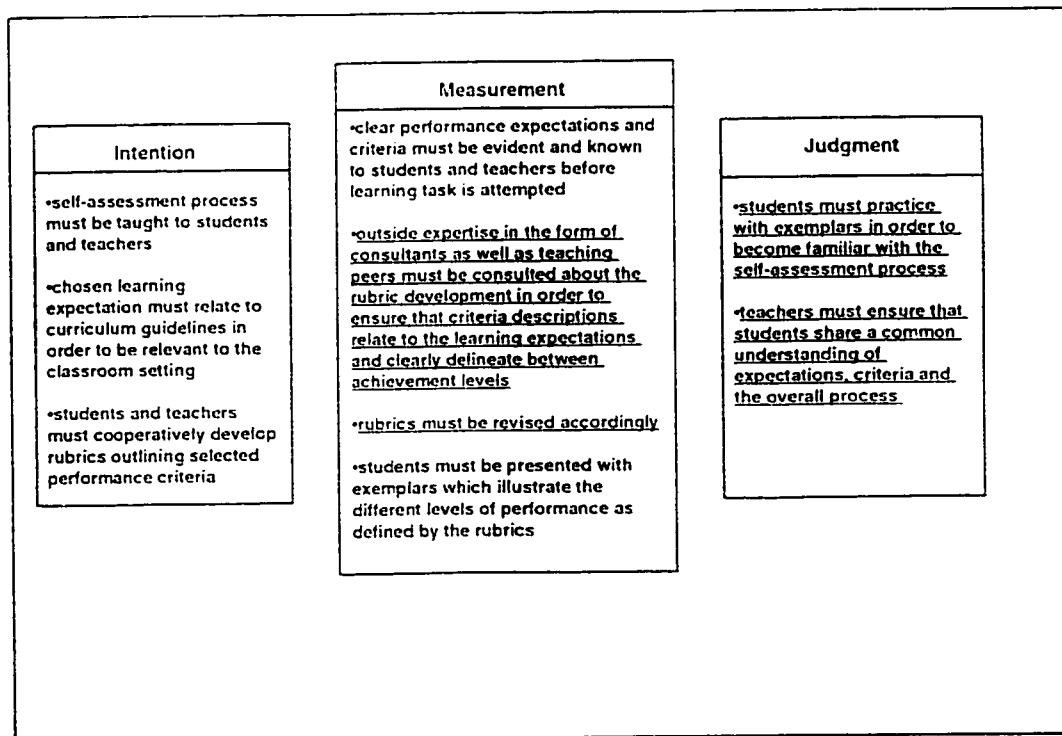 Intention
•self-assessment process
must be taught to students
and teachers
•chosen learning
expectation must relate to
curriculum guidelines in
order to be relevant to the
classroom setting
•students and teachers
must cooperatively develop
rubrics outlining selected
performance criteria
Measurement
•clear performance expectations and
criteria must be evident and known
to students and teachers before
learning task is attempted
•outside expertise in the form of
consultants as well as teaching
peers must be consulted about the
rubric development in order to
ensure that criteria descriptions
relate to the learning expectations
and clearly delineate between
achievement levels
•rubrics must be revised accordingly
•students must be presented with
exemplars which illustrate the
different levels of performance as
defined by the rubrics
Judgment
•students must practice
with exemplars in order to
become familiar with the
self-assessment process
•teachers must ensure that
students share a common
understanding of
expectations, criteria and
the overall process